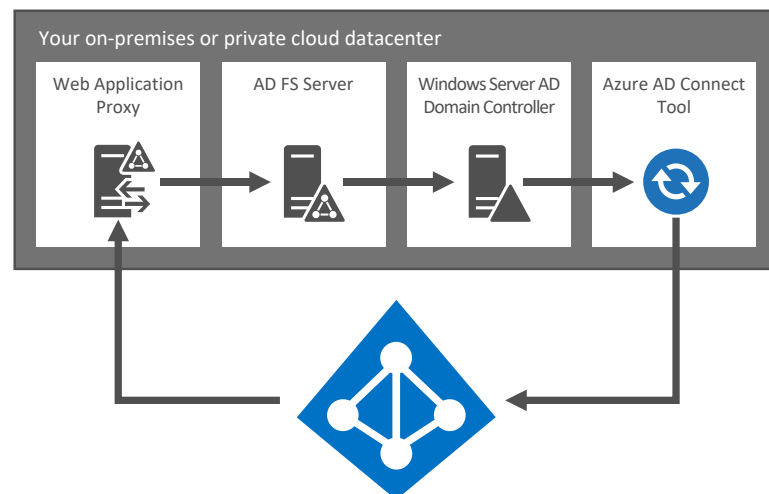 Your on-premises or private cloud datacenter
Web Application
Proxy
AD FS Server
Windows Server AD
Domain Controller
Azure AD Connect
Tool